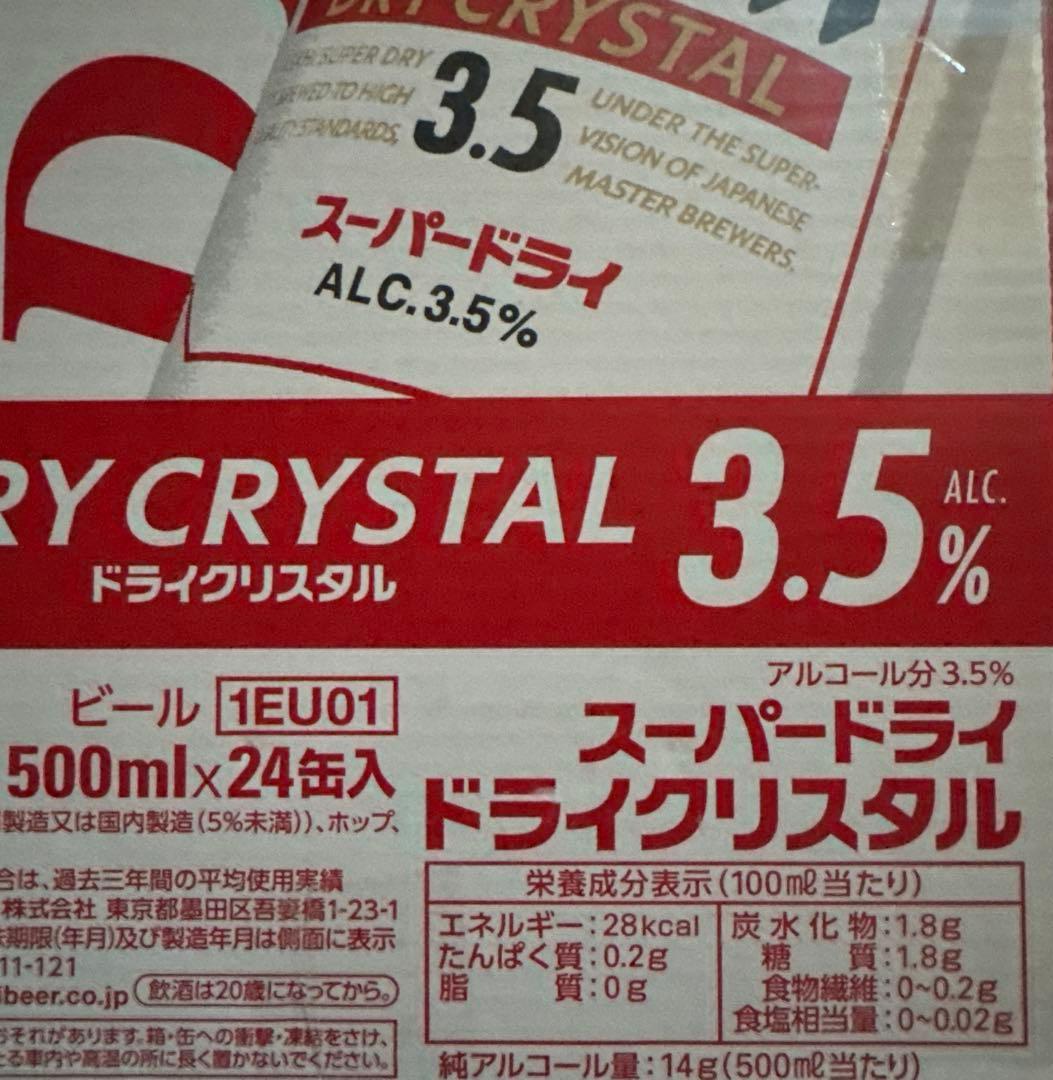 DRY CRYSTAL
SUPER DRY
BREWED TO HIGH
STANDARDS,
3.5
UNDER THE SUPER-
VISION OF JAPANESE
MASTER BREWERS.
スーパードライ
ALC.3.5%
RY CRYSTAL
ドライクリスタル
3.5
ALC.
%
ビール 1EU01
500ml×24缶入
製造又は国内製造(5%未満))、ホップ、
合は、過去三年間の平均使用実績
株式会社 東京都墨田区吾妻橋1-23-1
期限(年月)及び製造年月は側面に表示
11-121
ibeer.co.jp 飲酒は20歳になってから。
おそれがあります。箱・缶への衝撃・凍結をさけ、
る車内や高温の所に長く置かないでください。
アルコール分3.5%
スーパードライ
ドライクリスタル
栄養成分表示(100㎖当たり)
エネルギー:28kcal
たんぱく質:0.2g
脂質:0g
炭水化物:1.8g
糖質:1.8g
食物繊維:0~0.2g
食塩相当量:0~0.02g
純アルコール量:14g(500㎖当たり)